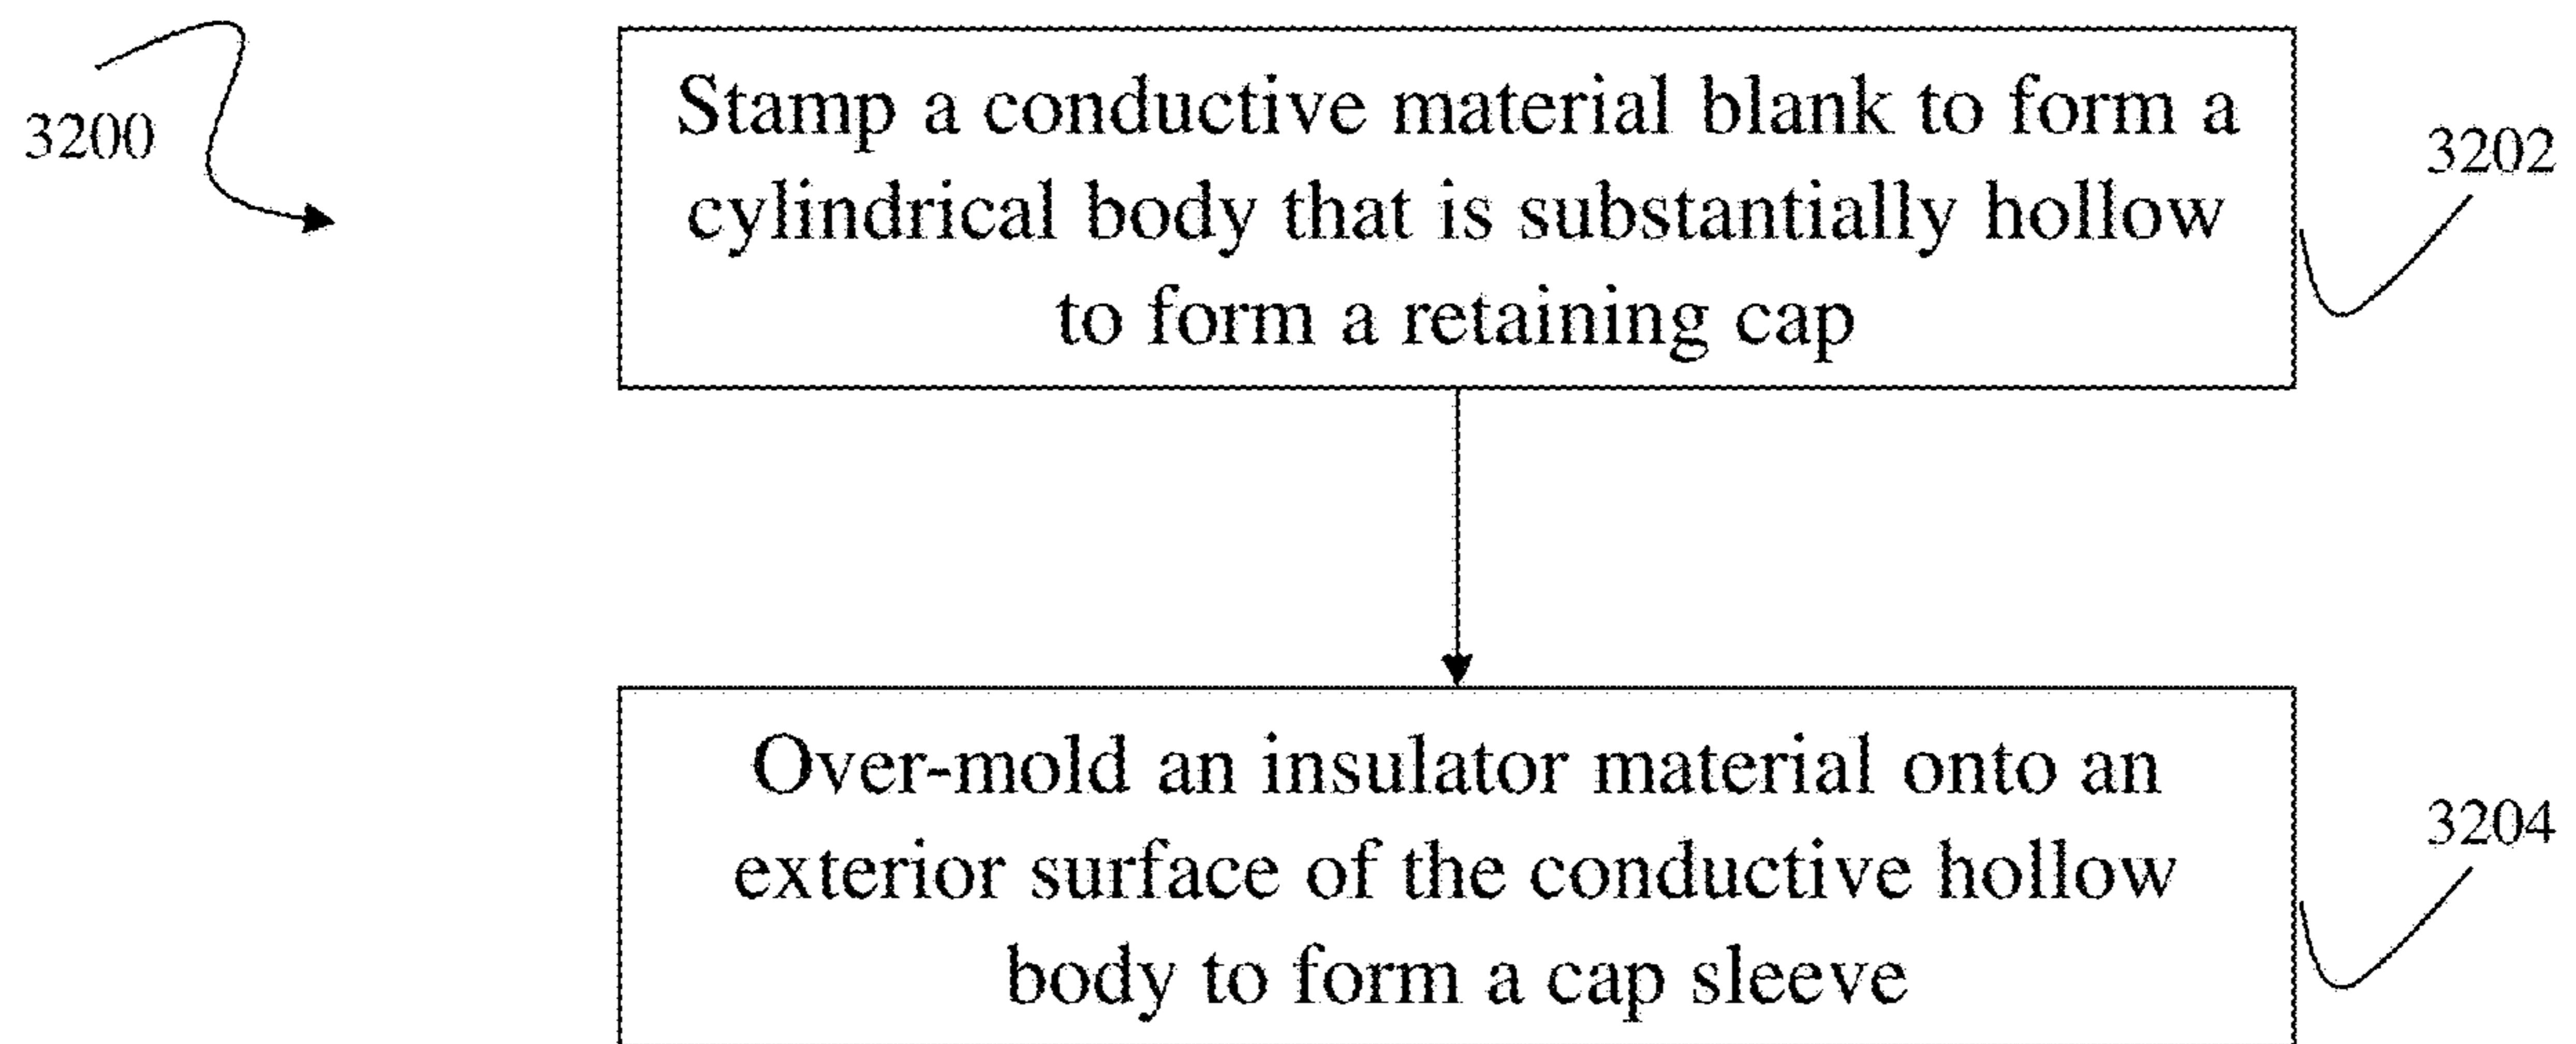 3200
Stamp a conductive material blank to form a
cylindrical body that is substantially hollow
to form a retaining cap
3202
Over-mold an insulator material onto an
exterior surface of the conductive hollow
body to form a cap sleeve
3204